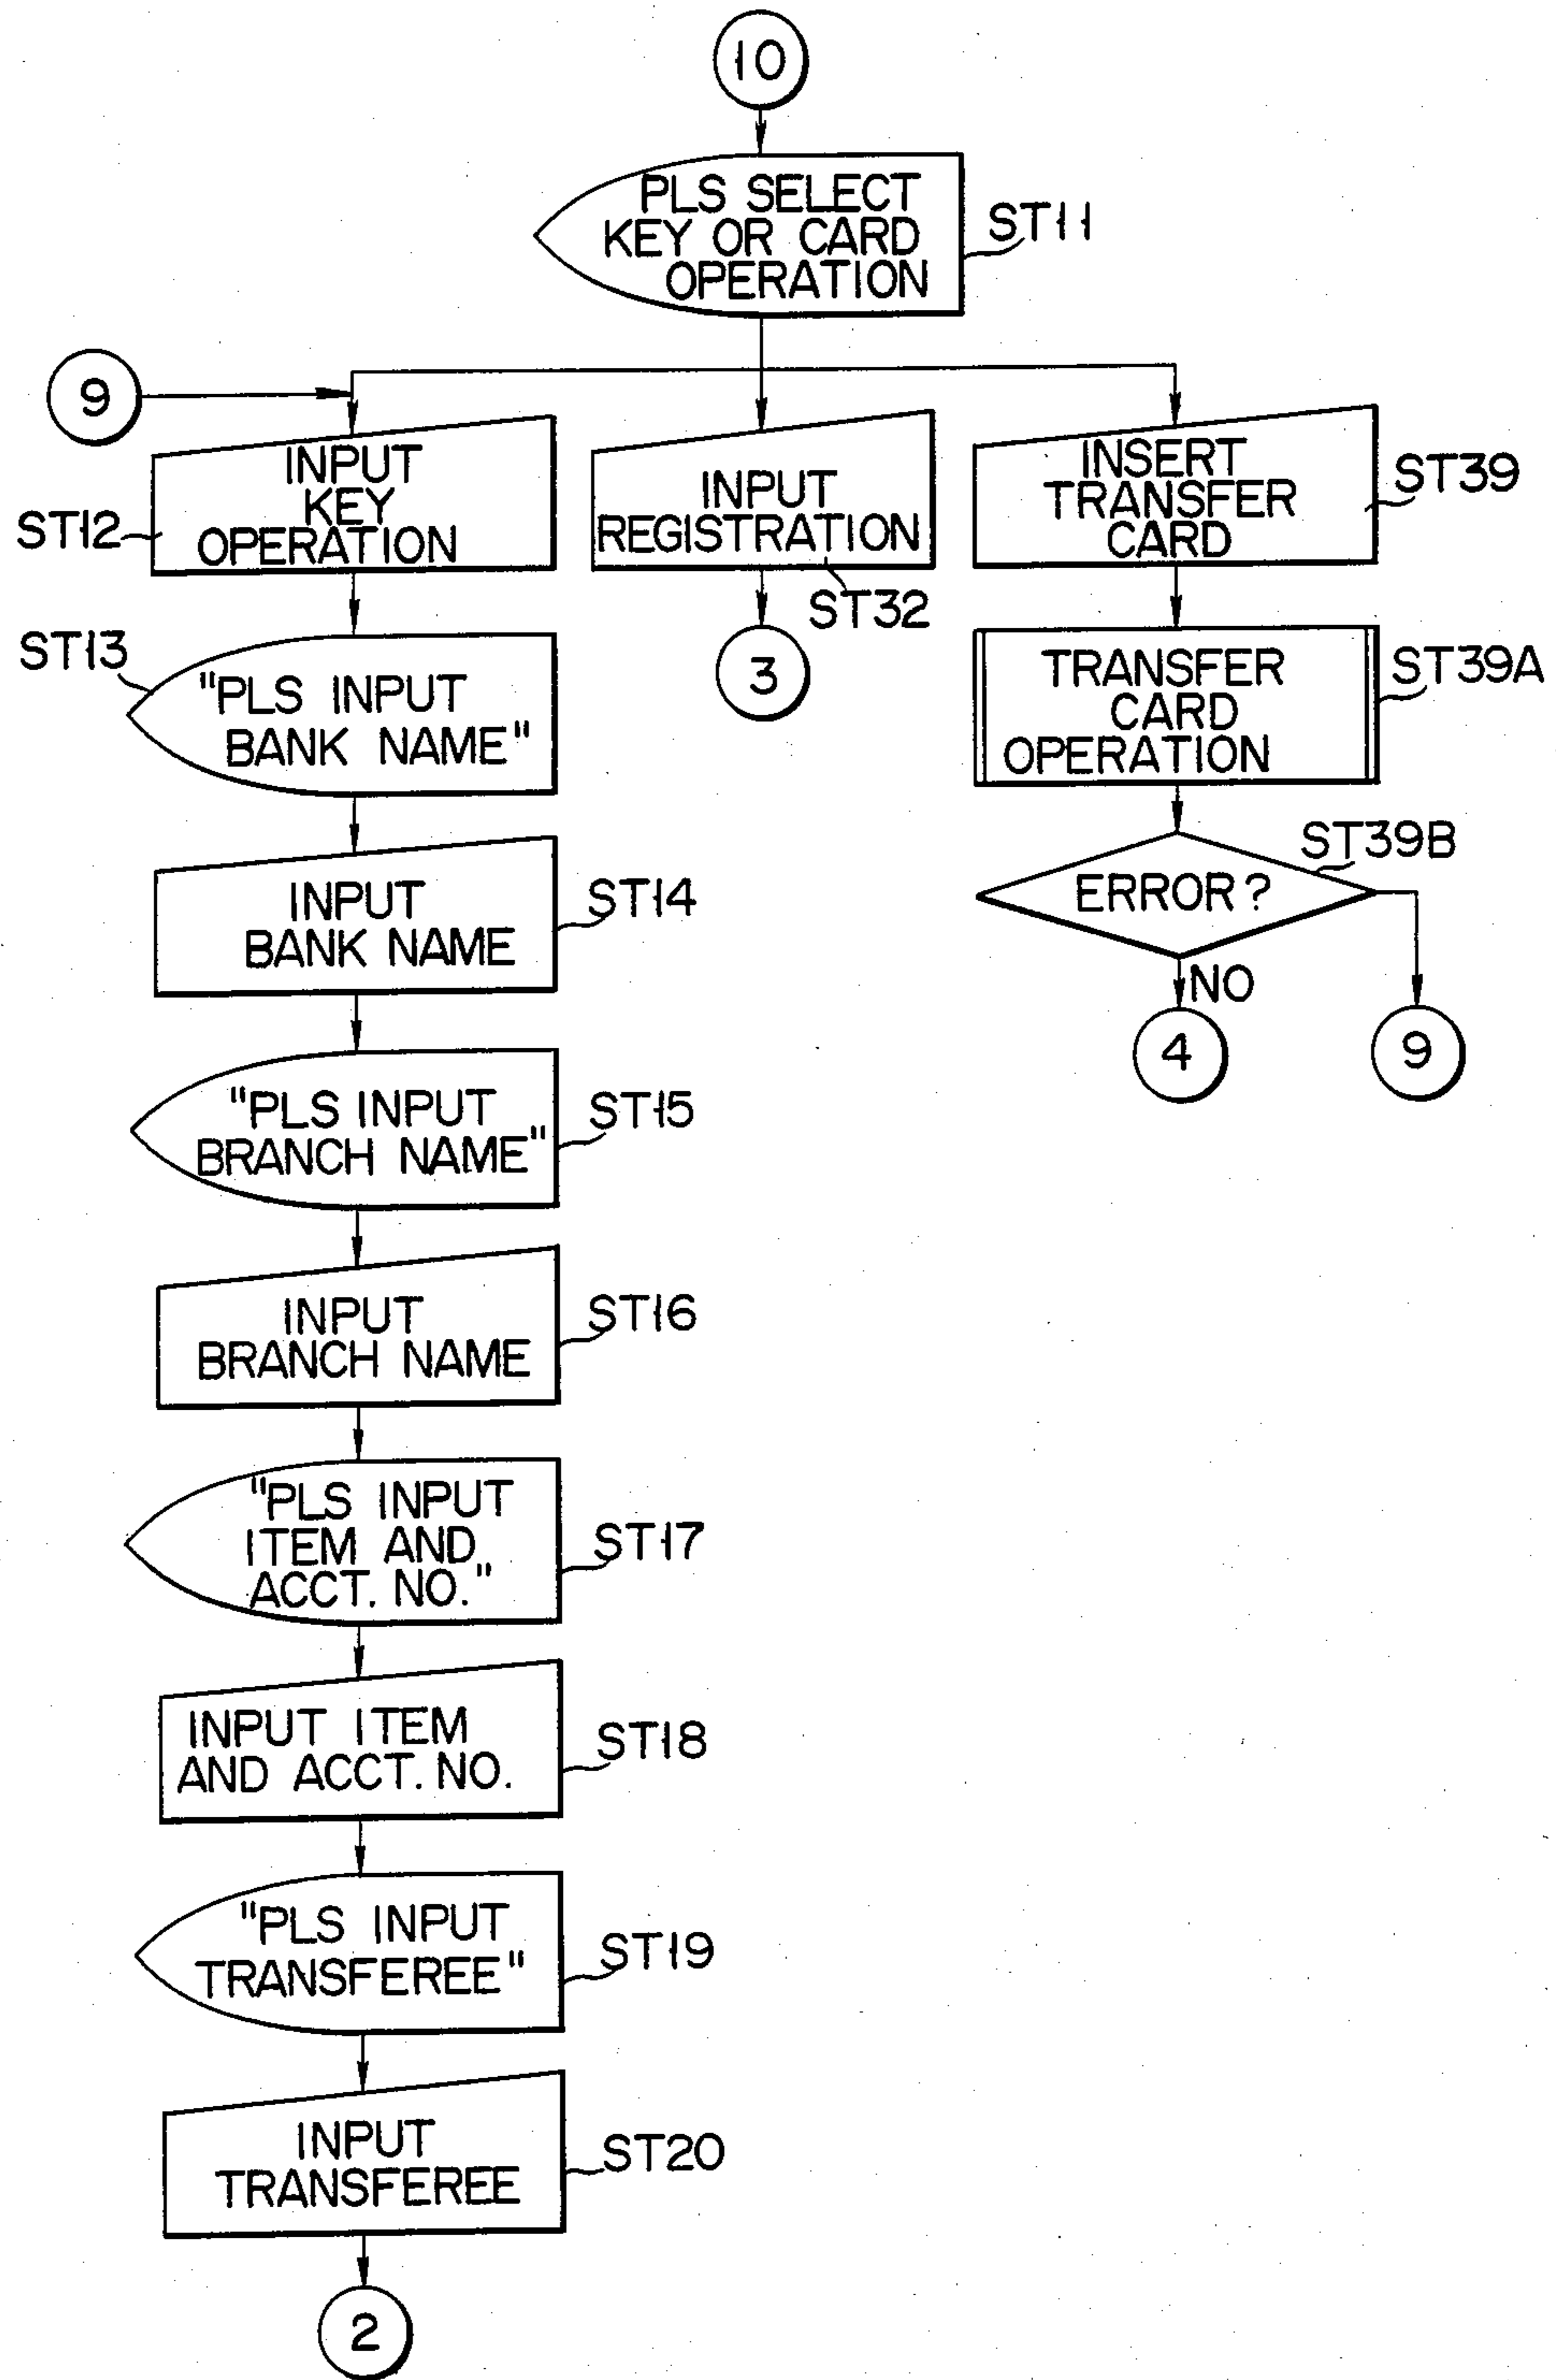 10
PLS SELECT
KEY OR CARD
OPERATION
ST11
9
INPUT
KEY
OPERATION
ST12
INPUT
REGISTRATION
ST32
3
INSERT
TRANSFER
CARD
ST39
TRANSFER
CARD
OPERATION
ST39A
ERROR?
ST39B
NO
4
9
ST13
"PLS INPUT
BANK NAME"
INPUT
BANK NAME
ST14
"PLS INPUT
BRANCH NAME"
ST15
INPUT
BRANCH NAME
ST16
"PLS INPUT
ITEM AND
ACCT. NO."
ST17
INPUT ITEM
AND ACCT. NO.
ST18
"PLS INPUT
TRANSFEREE"
ST19
INPUT
TRANSFEREE
ST20
2